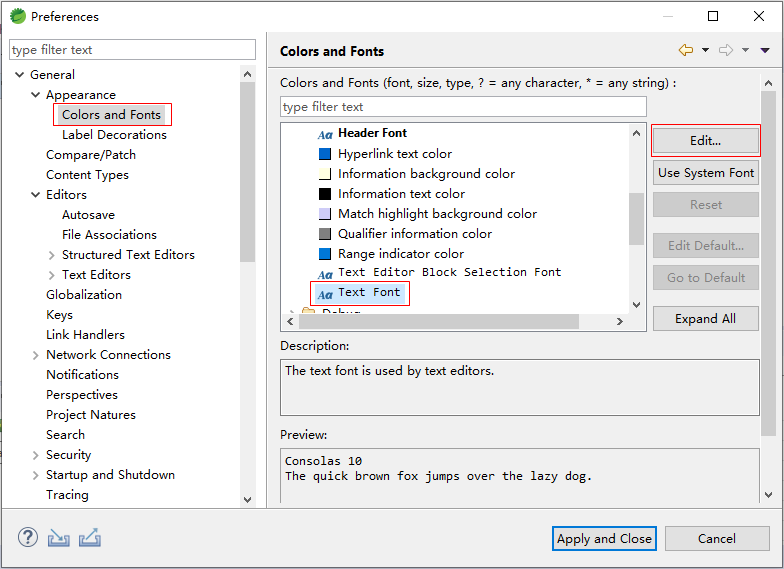 Preferences
type filter text
General
Appearance
Colors and Fonts
Label Decorations
Compare/Patch
Content Types
Editors
Autosave
File Associations
Structured Text Editors
Text Editors
Globalization
Keys
Link Handlers
Network Connections
Notifications
Perspectives
Project Natures
Search
Security
Startup and Shutdown
Tracing
Colors and Fonts
Colors and Fonts (font, size, type, ? = any character, * = any string) :
type filter text
Aa Header Font
Hyperlink text color
Information background color
Information text color
Match highlight background color
Qualifier information color
Range indicator color
Aa Text Editor Block Selection Font
Aa Text Font
Debug
Edit...
Use System Font
Reset
Edit Default...
Go to Default
Expand All
Description:
The text font is used by text editors.
Preview:
Consolas 10
The quick brown fox jumps over the lazy dog.
?
Apply and Close
Cancel